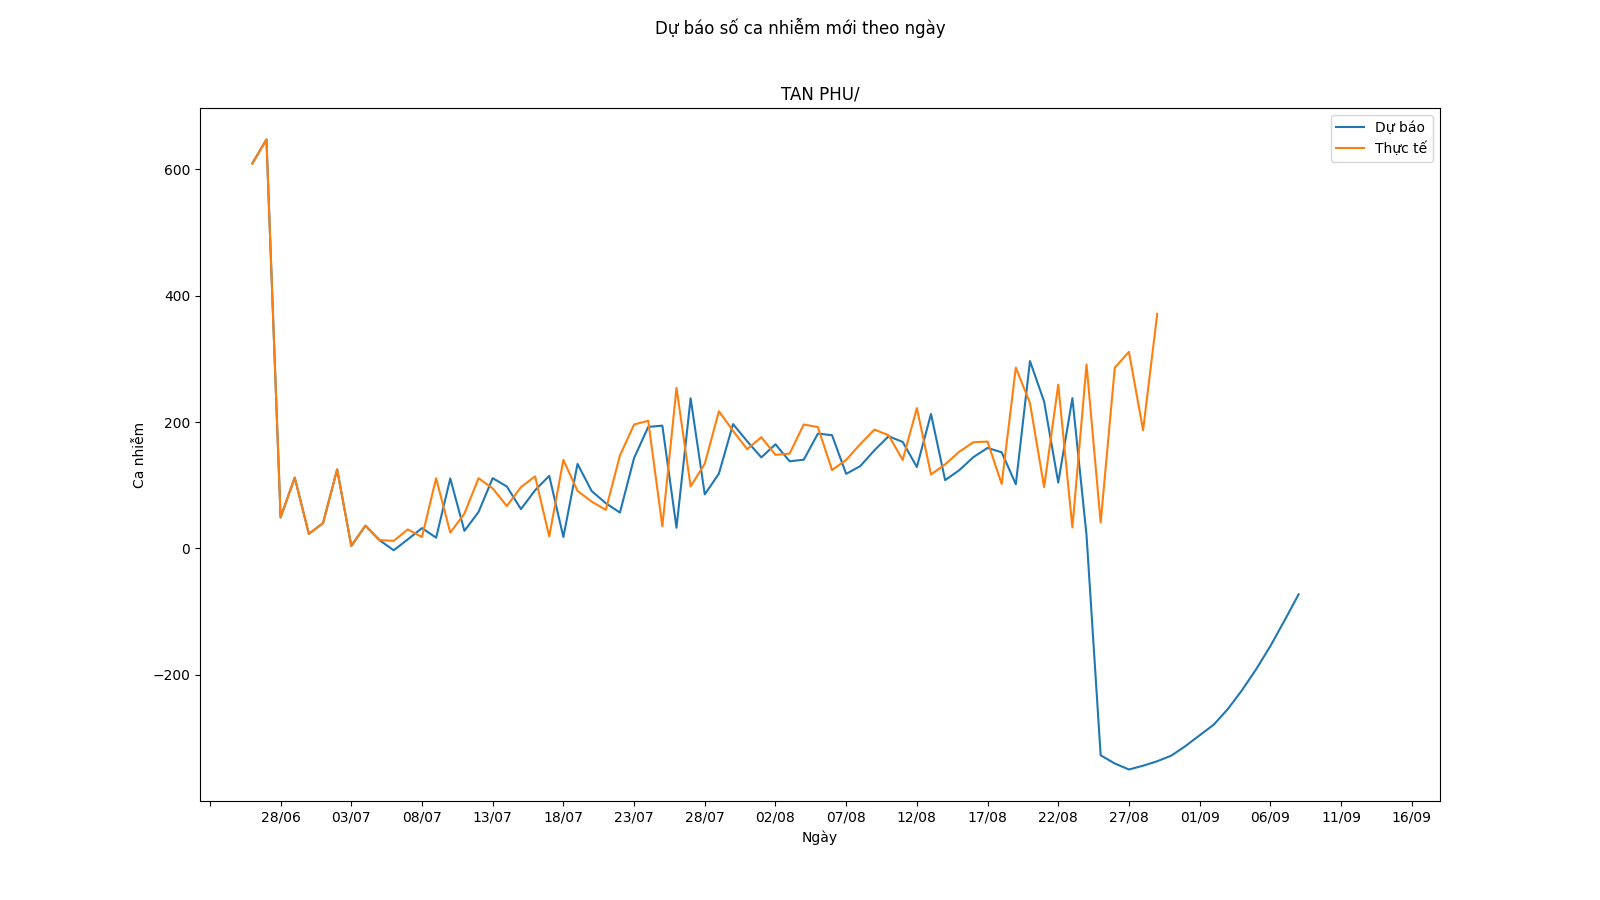 Dự báo số ca nhiễm mới theo ngày
TAN PHU/
Dự báo
Thực tế
600
400
200
0
−200
Ca nhiễm
28/06 03/07 08/07 13/07 18/07 23/07 28/07 02/08 07/08 12/08 17/08 22/08 27/08 01/09 06/09 11/09 16/09
Ngày